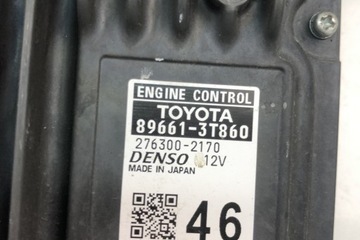 ENGINE CONTROL
TOYOTA
89661-3T860
276300-2170
DENSO 12V
MADE IN JAPAN
46